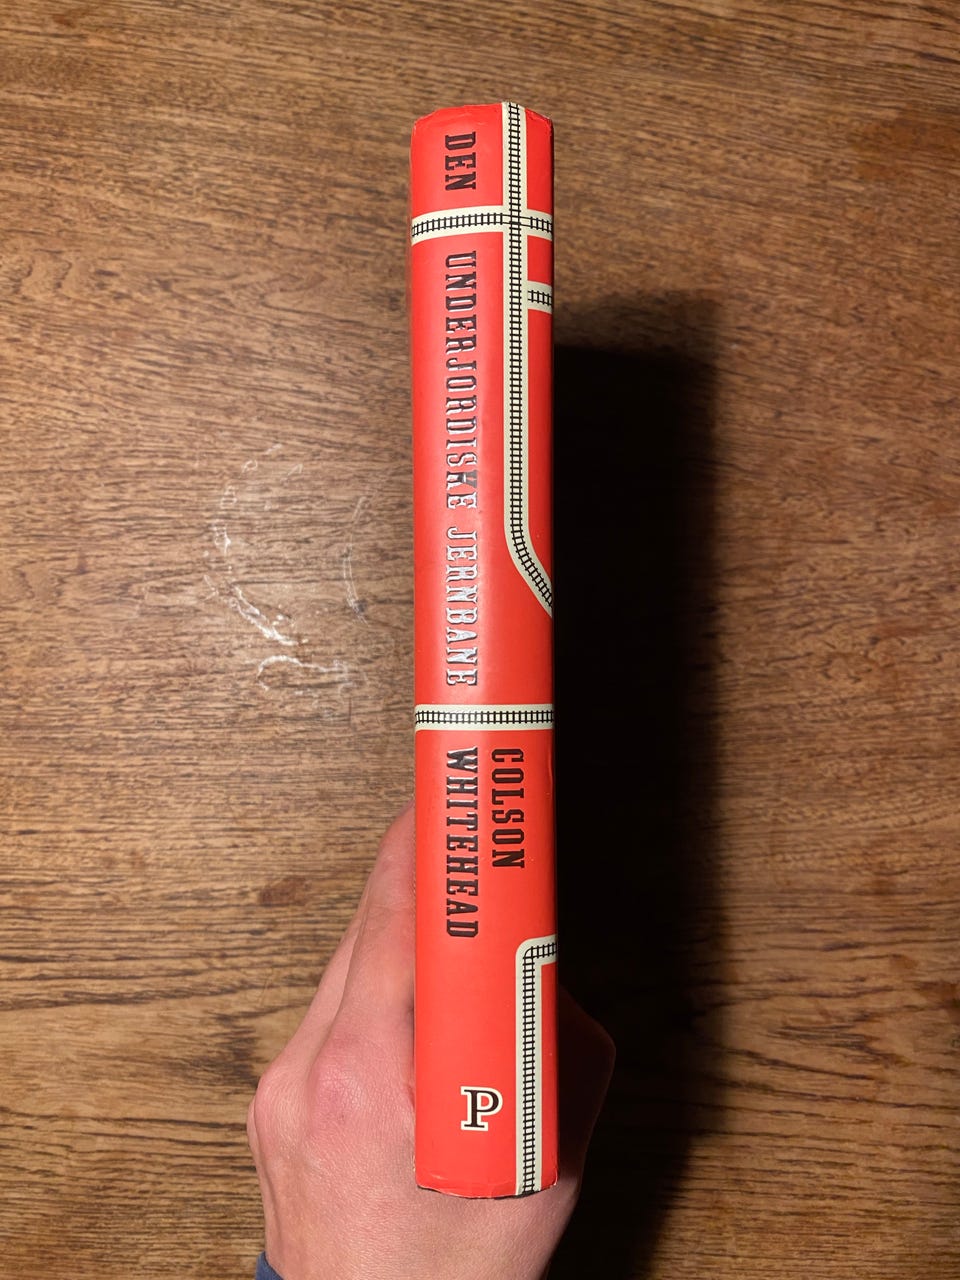 DEN UNDERJORDISKE JERNBANE
COLSON
WHITEHEAD
P